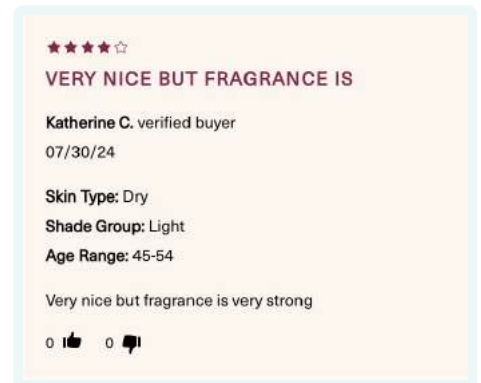 VERY NICE BUT FRAGRANCE IS
Katherine C. verified buyer
07/30/24
Skin Type: Dry
Shade Group: Light
Age Range: 45-54
Very nice but fragrance is very strong
0 0